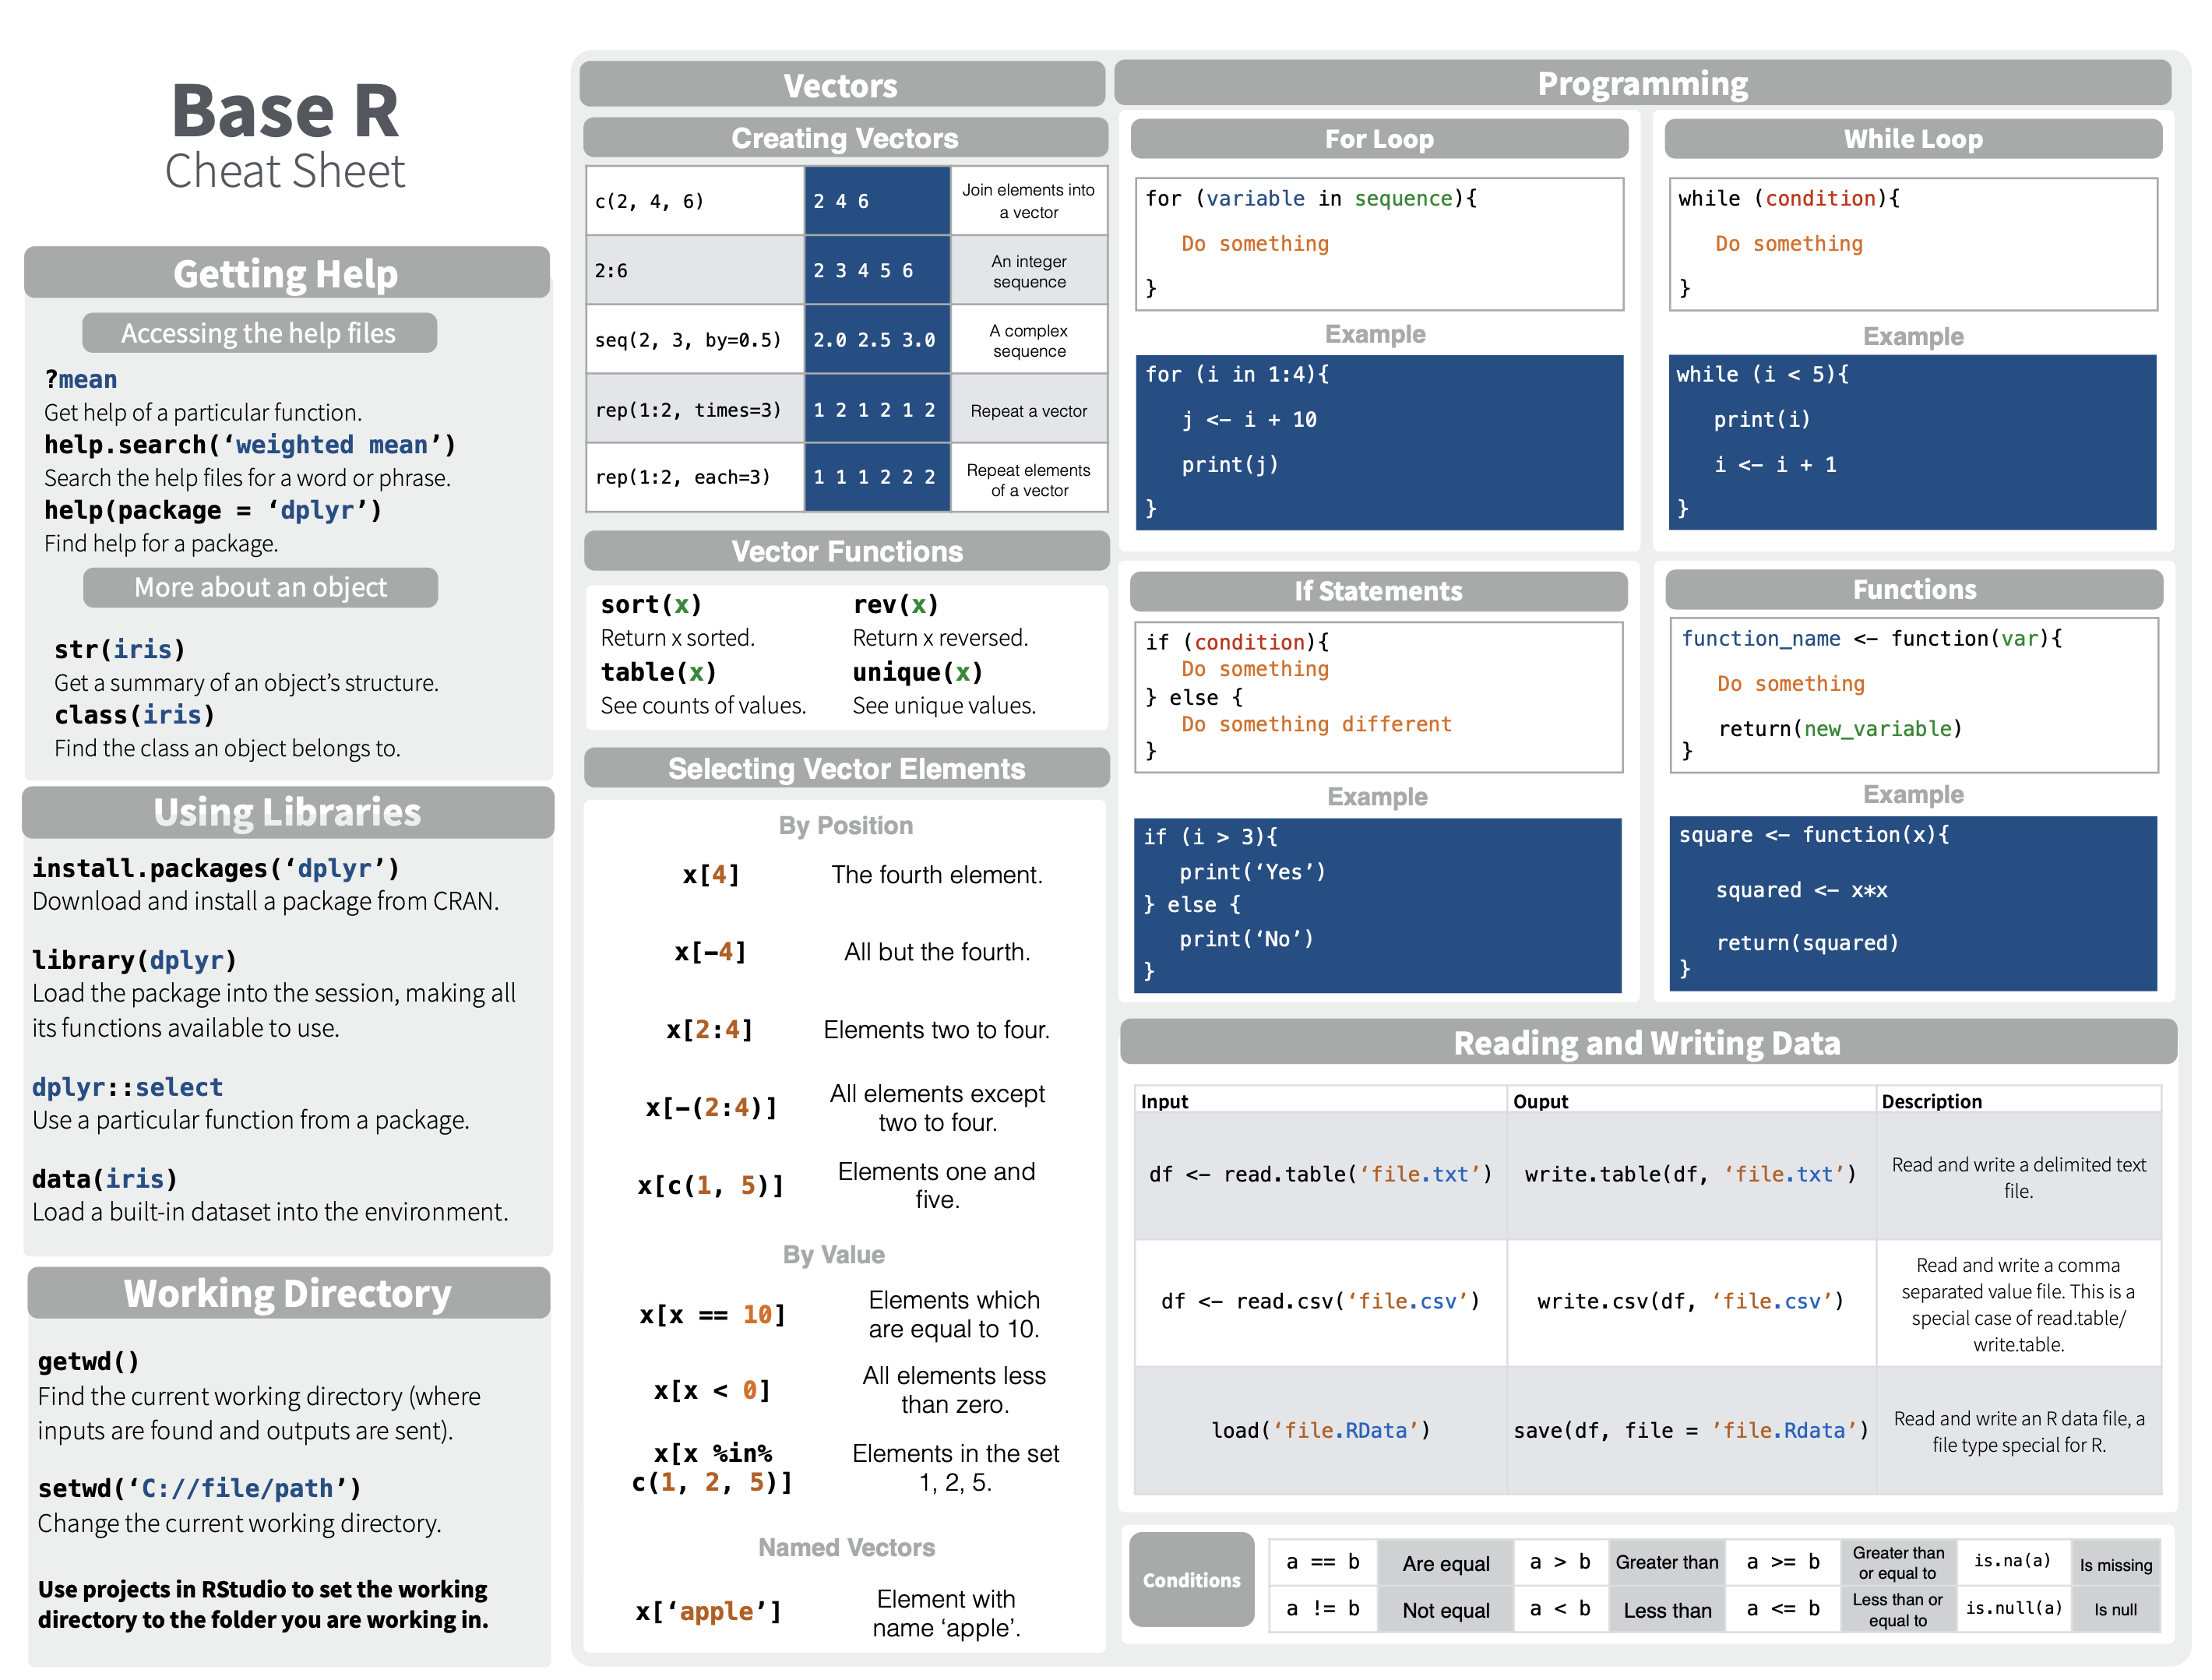 Base R
Cheat Sheet
Getting Help
Accessing the help files
?mean
Get help of a particular function.
help.search(‘weighted mean’)
Search the help files for a word or phrase.
help(package = ‘dplyr’)
Find help for a package.
More about an object
str(iris)
Get a summary of an object’s structure.
class(iris)
Find the class an object belongs to.
Using Libraries
install.packages(‘dplyr’)
Download and install a package from CRAN.
library(dplyr)
Load the package into the session, making all
its functions available to use.
dplyr::select
Use a particular function from a package.
data(iris)
Load a built-in dataset into the environment.
Working Directory
getwd()
Find the current working directory (where
inputs are found and outputs are sent).
setwd(‘C://file/path’)
Change the current working directory.
Use projects in RStudio to set the working
directory to the folder you are working in.
Vectors
Creating Vectors
c(2, 4, 6)
2 4 6
Join elements into
a vector
2:6
2 3 4 5 6
An integer
sequence
seq(2, 3, by=0.5)
2.0 2.5 3.0
A complex
sequence
rep(1:2, times=3)
1 2 1 2 1 2
Repeat a vector
rep(1:2, each=3)
1 1 1 2 2 2
Repeat elements
of a vector
Vector Functions
sort(x)
Return x sorted.
rev(x)
Return x reversed.
table(x)
See counts of values.
unique(x)
See unique values.
Selecting Vector Elements
By Position
x[4]
The fourth element.
x[-4]
All but the fourth.
x[2:4]
Elements two to four.
x[-(2:4)]
All elements except
two to four.
x[c(1, 5)]
Elements one and
five.
By Value
x[x == 10]
Elements which
are equal to 10.
x[x < 0]
All elements less
than zero.
x[x %in%
c(1, 2, 5)]
Elements in the set
1, 2, 5.
Named Vectors
x[‘apple’]
Element with
name ‘apple’.
Programming
For Loop
for (variable in sequence){
Do something
}
Example
for (i in 1:4){
j <- i + 10
print(j)
}
While Loop
while (condition){
Do something
}
Example
while (i < 5){
print(i)
i <- i + 1
}
If Statements
if (condition){
Do something
} else {
Do something different
}
Example
if (i > 3){
print(‘Yes’)
} else {
print(‘No’)
}
Functions
function_name <- function(var){
Do something
return(new_variable)
}
Example
square <- function(x){
squared <- x*x
return(squared)
}
Reading and Writing Data
Input
Ouput
Description
df <- read.table(‘file.txt’)
write.table(df, ‘file.txt’)
Read and write a delimited text
file.
df <- read.csv(‘file.csv’)
write.csv(df, ‘file.csv’)
Read and write a comma
separated value file. This is a
special case of read.table/
write.table.
load(‘file.RData’)
save(df, file = ’file.Rdata’)
Read and write an R data file, a
file type special for R.
Conditions
a == b
Are equal
a > b
Greater than
a >= b
Greater than
or equal to
is.na(a)
Is missing
a != b
Not equal
a < b
Less than
a <= b
Less than or
equal to
is.null(a)
Is null